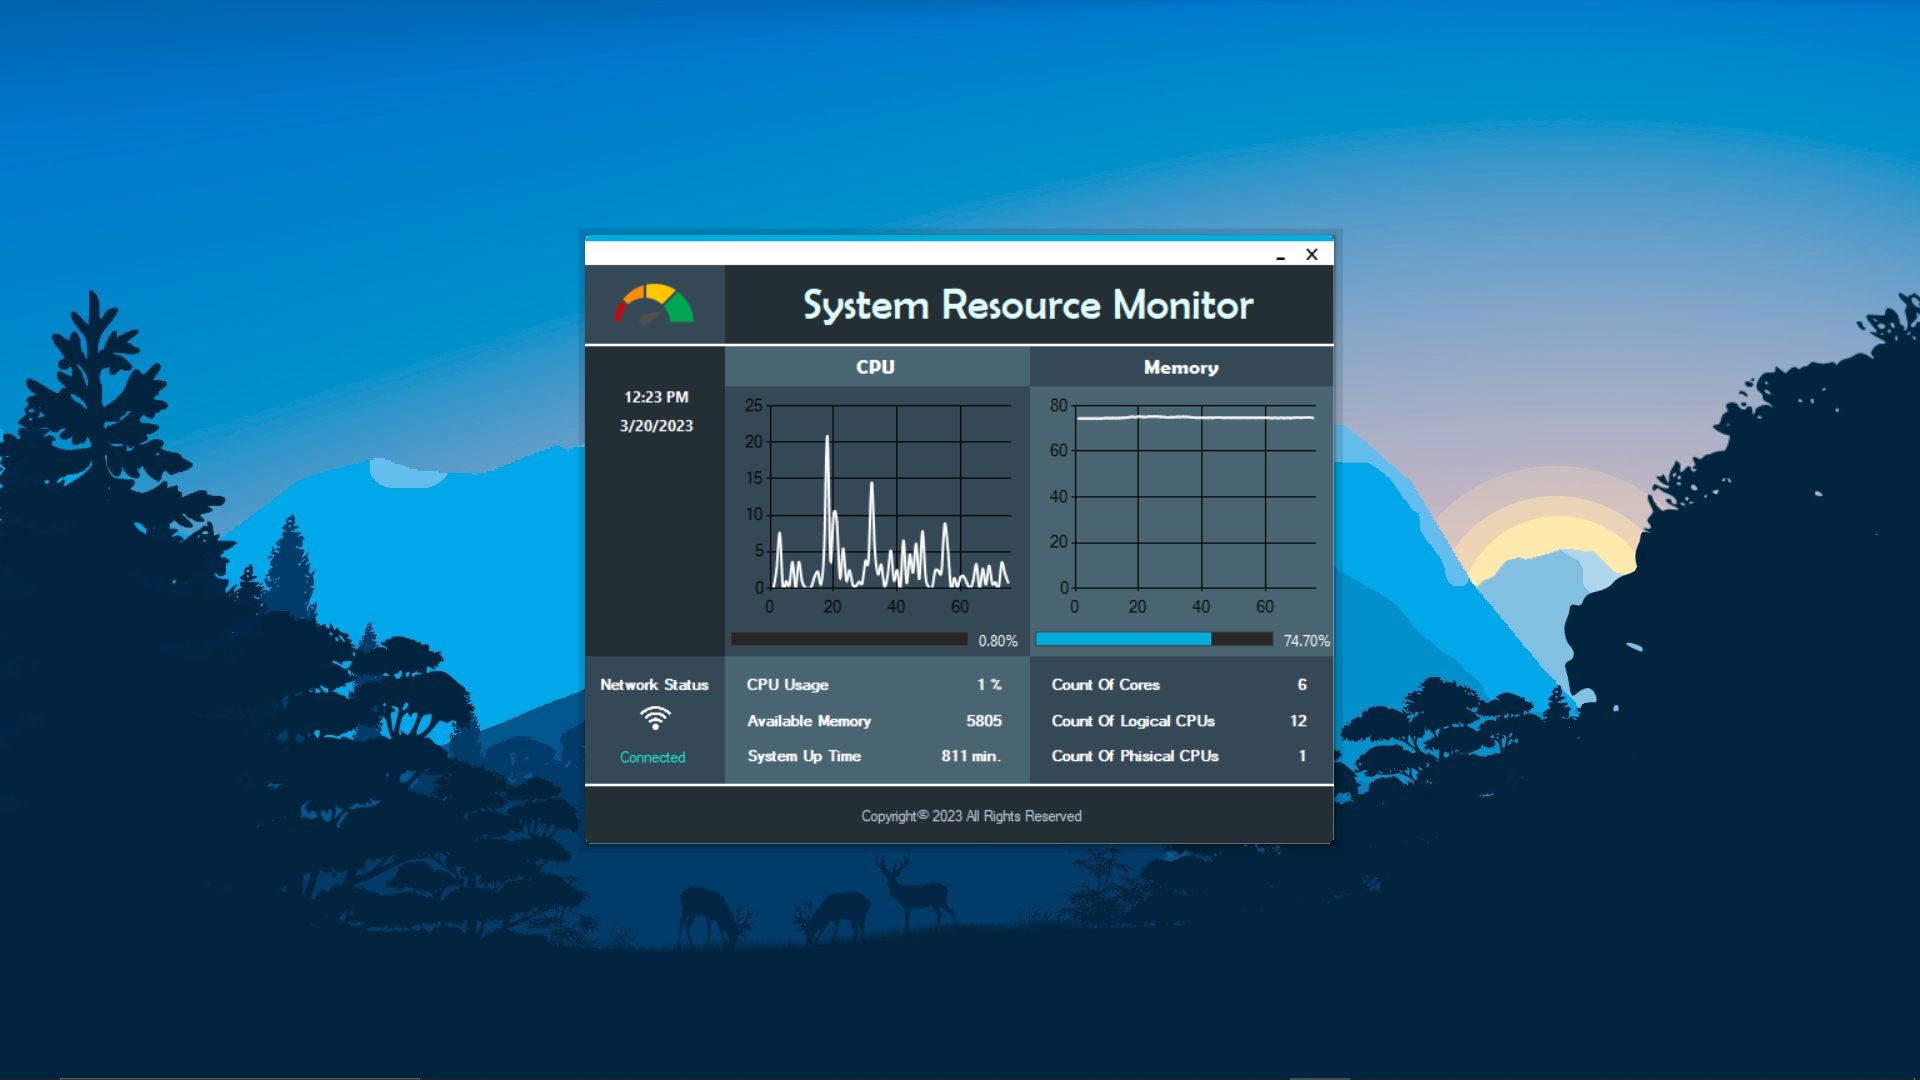 System Resource Monitor
CPU
Memory
12:23 PM
3/20/2023
25
20
15
10
5
0
0 20 40 60
0.80%
80
60
40
20
0
0 20 40 60
74.70%
Network Status
Connected
CPU Usage 1 %
Available Memory 5805
System Up Time 811 min.
Count Of Cores 6
Count Of Logical CPUs 12
Count Of Phisical CPUs 1
Copyright© 2023 All Rights Reserved